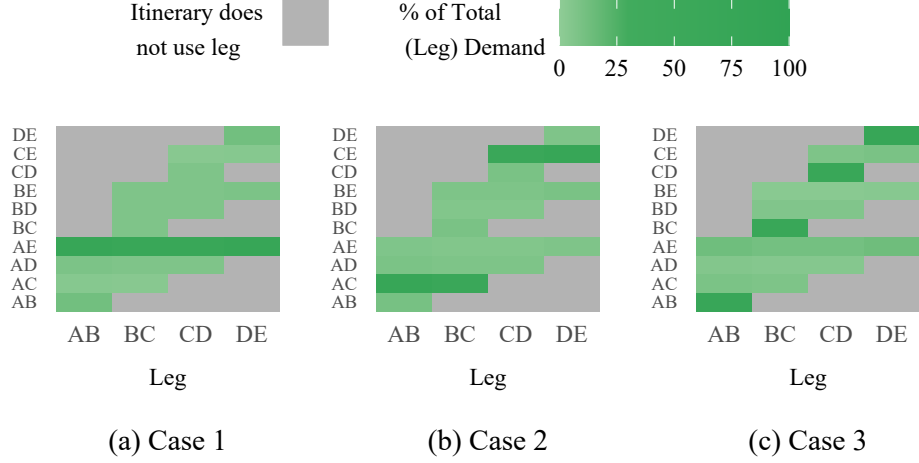 Itinerary does
not use leg
% of Total
(Leg) Demand
0 25 50 75 100
DE
CE
CD
BE
BD
BC
AE
AD
AC
AB
AB BC CD DE
Leg
(a) Case 1
DE
CE
CD
BE
BD
BC
AE
AD
AC
AB
AB BC CD DE
Leg
(b) Case 2
DE
CE
CD
BE
BD
BC
AE
AD
AC
AB
AB BC CD DE
Leg
(c) Case 3